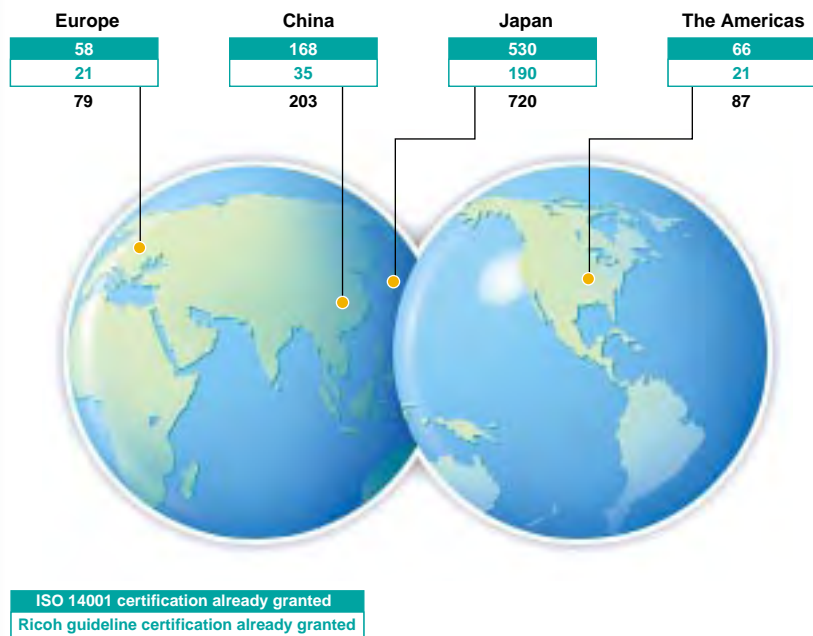 Europe
58
21
79
China
168
35
203
Japan
530
190
720
The Americas
66
21
87
ISO 14001 certification already granted
Ricoh guideline certification already granted